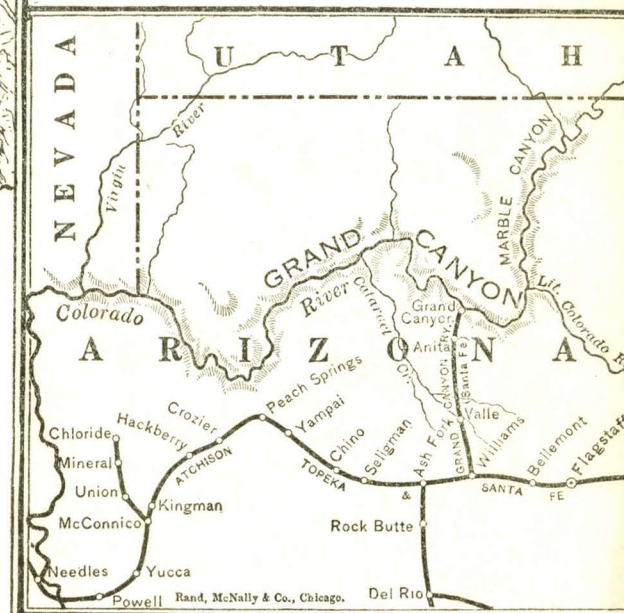 NEVADA
UTAH
Virgin River
MARBLE CANYON
GRAND CANYON
Colorado River
Cataract Cr.
Lit. Colorado R.
Grand Canyon
Anita
ARIZONA
GRAND CANYON RY.
(Santa Fe)
Valle
Peach Springs
Yampai
Chino
Seligman
Ash Fork
Williams
Bellemont
Flagstaff
Crozier
Hackberry
Chloride
Mineral
Union
Kingman
McConnico
ATCHISON TOPEKA & SANTA FE
Rock Butte
Needles
Yucca
Powell
Rand, McNally & Co., Chicago.
Del Rio